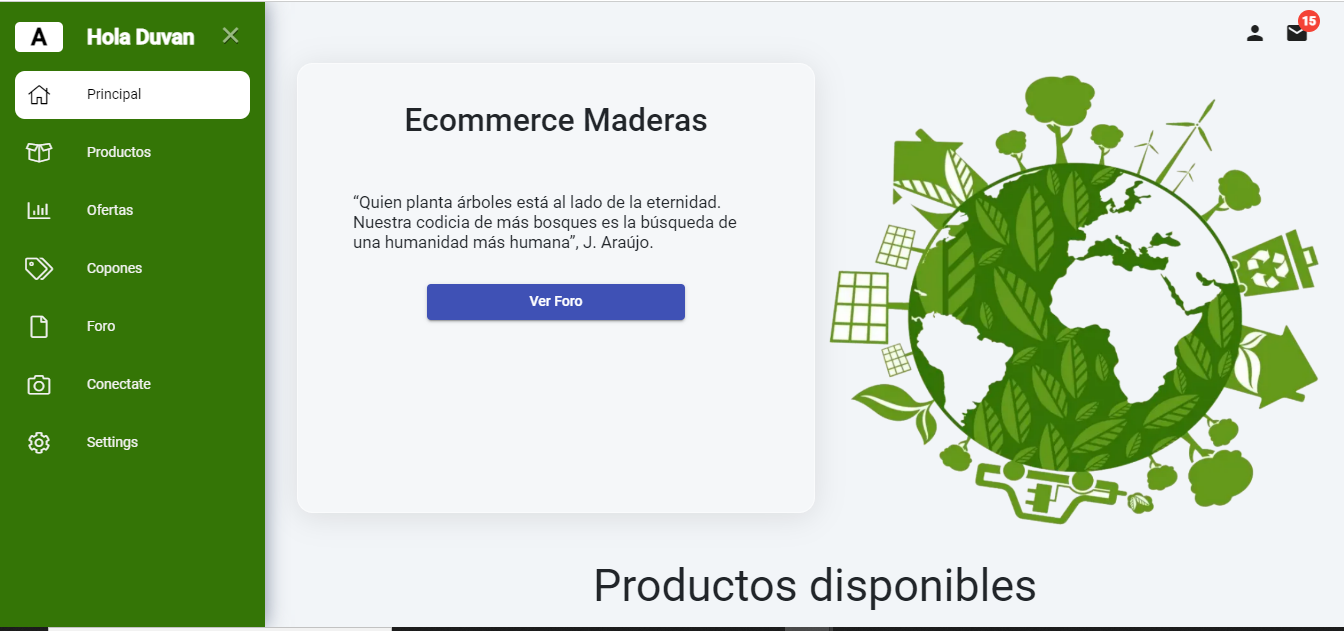 A
Hola Duvan
Principal
Productos
Ofertas
Copones
Foro
Conectate
Settings
15
Ecommerce Maderas
“Quien planta árboles está al lado de la eternidad.
Nuestra codicia de más bosques es la búsqueda de
una humanidad más humana”, J. Araújo.
Ver Foro
Productos disponibles